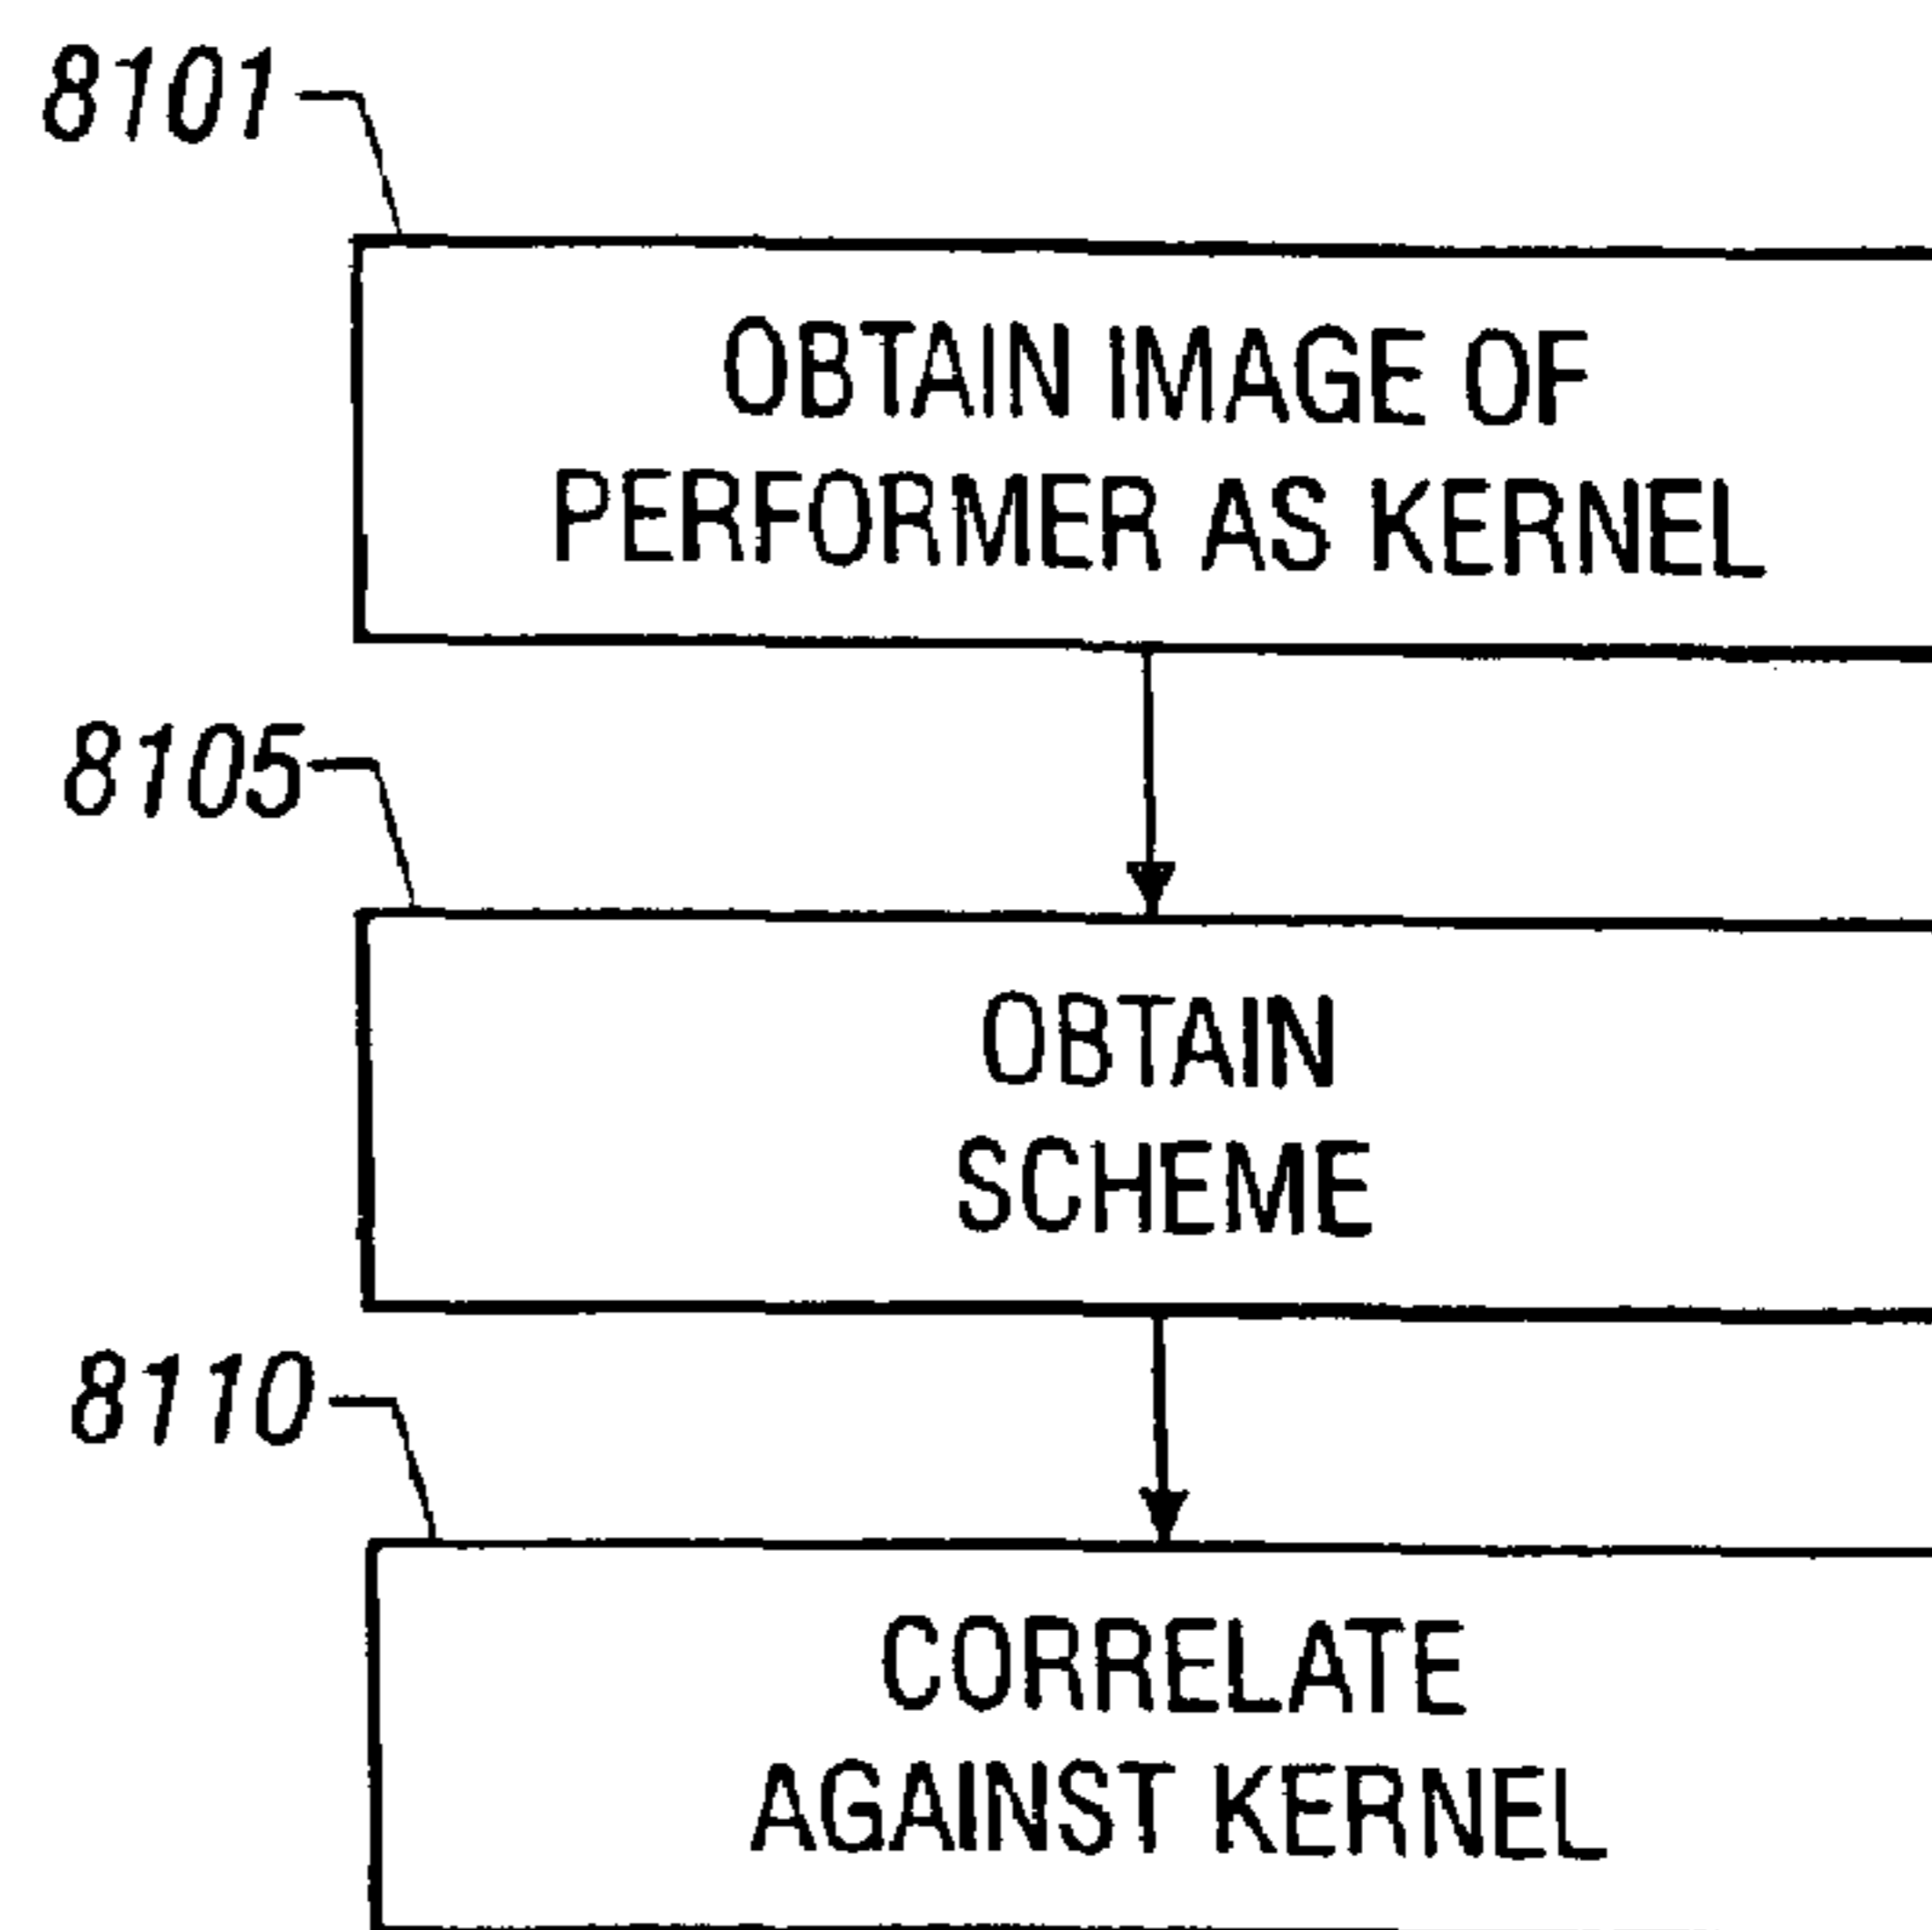 8101
OBTAIN IMAGE OF
PERFORMER AS KERNEL
8105
OBTAIN
SCHEME
8110
CORRELATE
AGAINST KERNEL